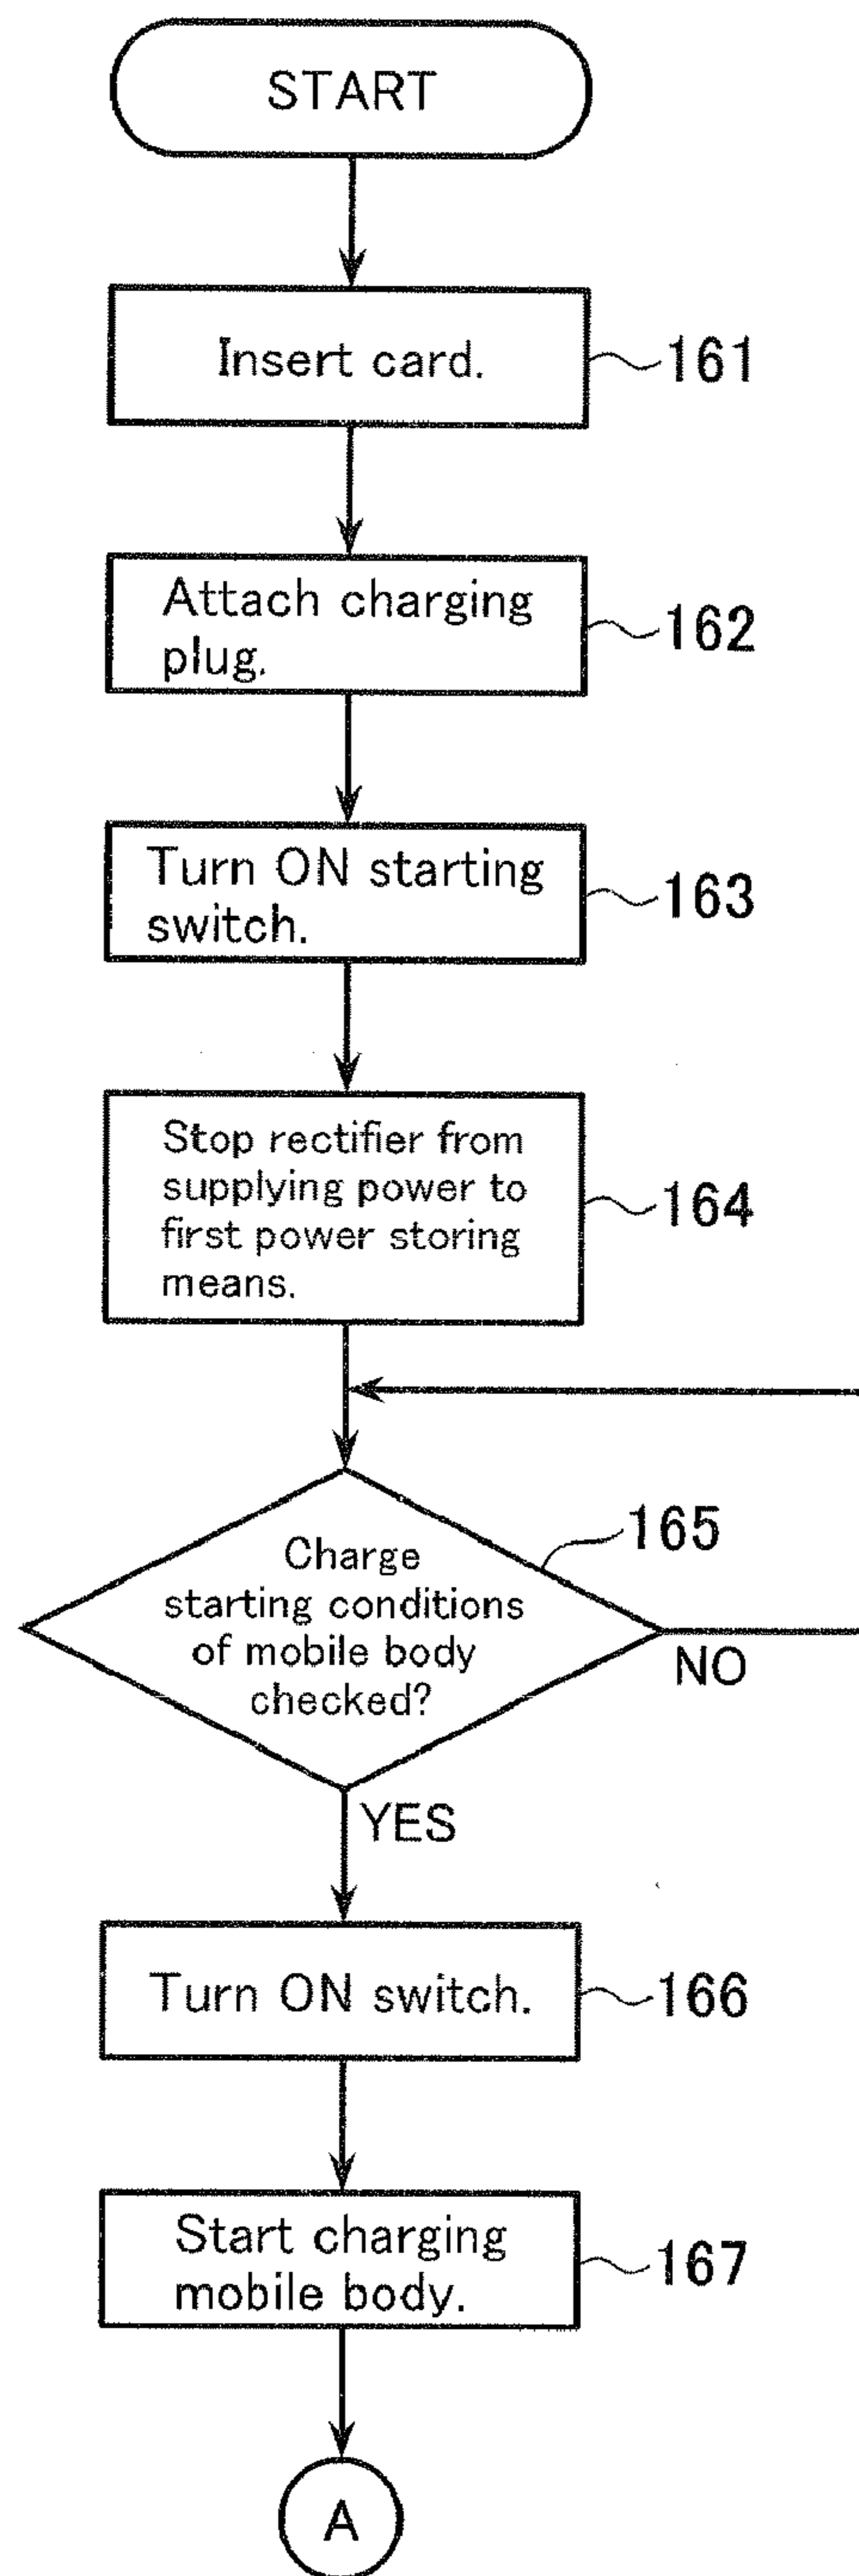 START
Insert card.
161
Attach charging
plug.
162
Turn ON starting
switch.
163
Stop rectifier from
supplying power to
first power storing
means.
164
Charge
starting conditions
of mobile body
checked?
165
NO
YES
Turn ON switch.
166
Start charging
mobile body.
167
A